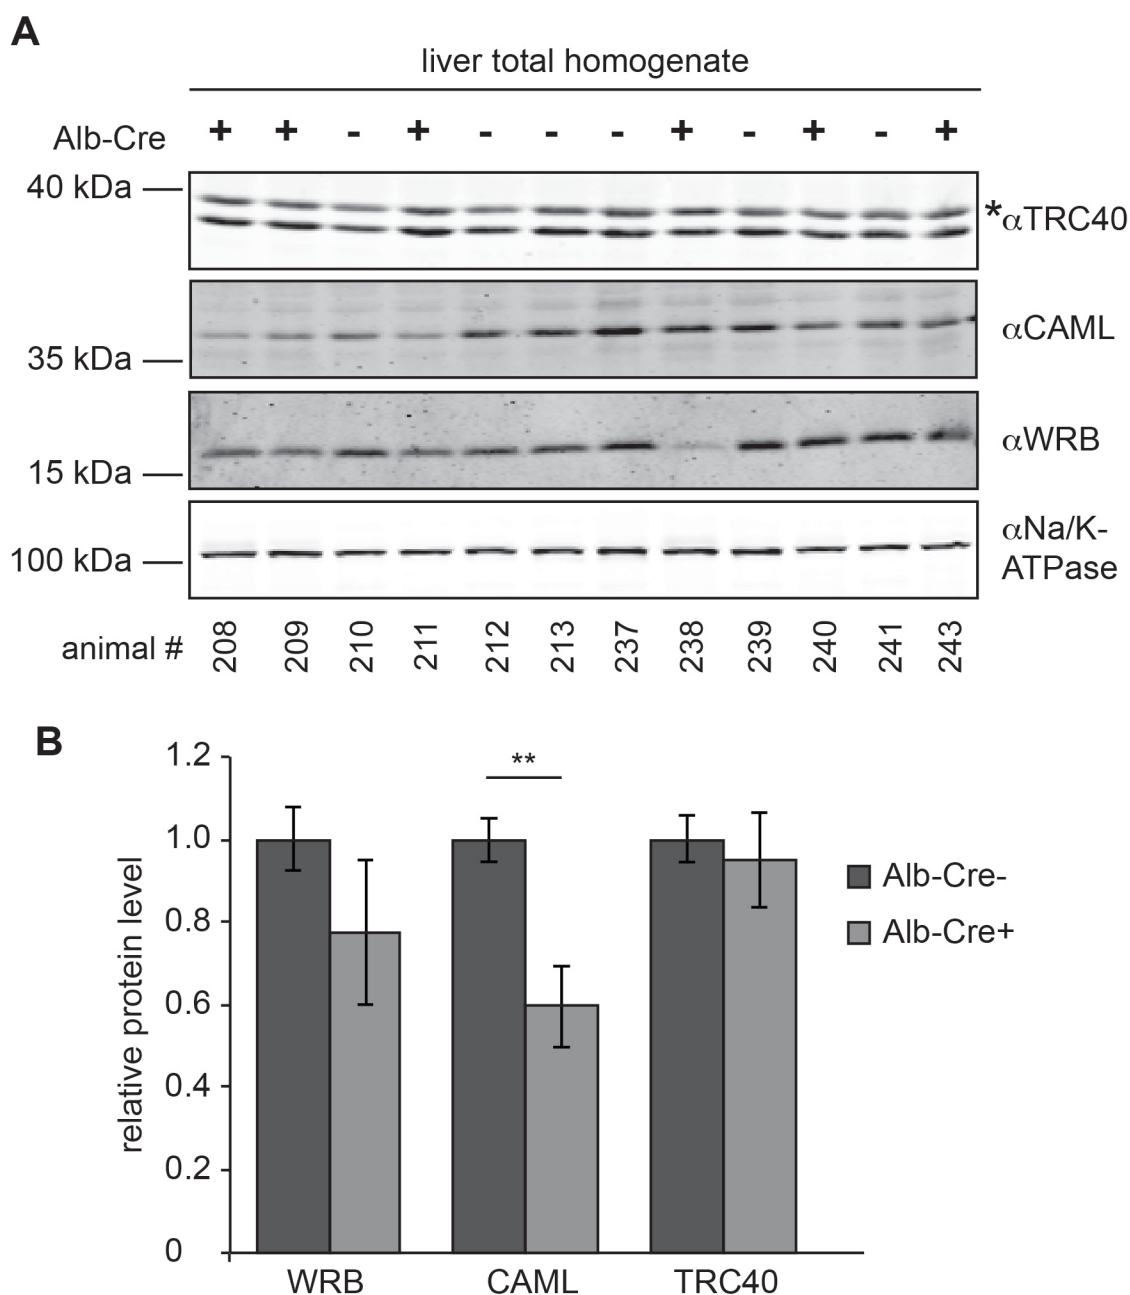 A
liver total homogenate
Alb-Cre + + - + - - - + - + - +
40 kDa
*αTRC40
αCAML
35 kDa
αWRB
15 kDa
αNa/K-
ATPase
100 kDa
animal # 208 209 210 211 212 213 237 238 239 240 241 243
B
**
1.2
1.0
0.8
0.6
0.4
0.2
0
relative protein level
Alb-Cre-
Alb-Cre+
WRB CAML TRC40